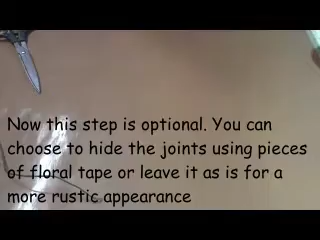 Now this step is optional. You can
choose to hide the joints using pieces
of floral tape or leave it as is for a
more rustic appearance